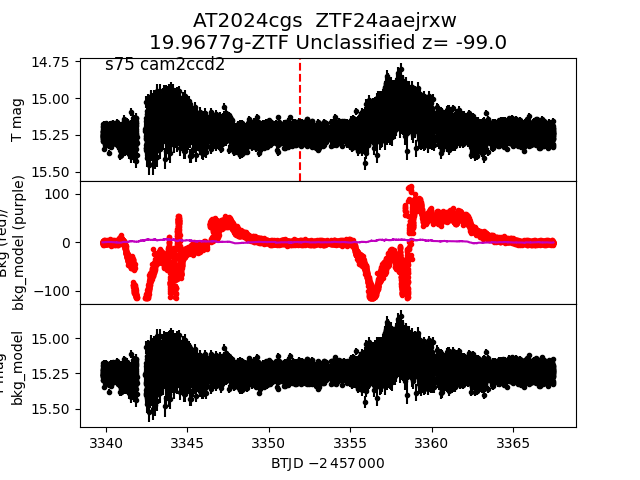 AT2024cgs ZTF24aaejrxw
19.9677g-ZTF Unclassified z= -99.0
s75 cam2ccd2
14.75
15.00
15.25
15.50
T mag
100
0
−100
Bkg (red)/
bkg_model (purple)
15.00
15.25
15.50
mag
bkg_model
3340 3345 3350 3355 3360 3365
BTJD −2 457 000